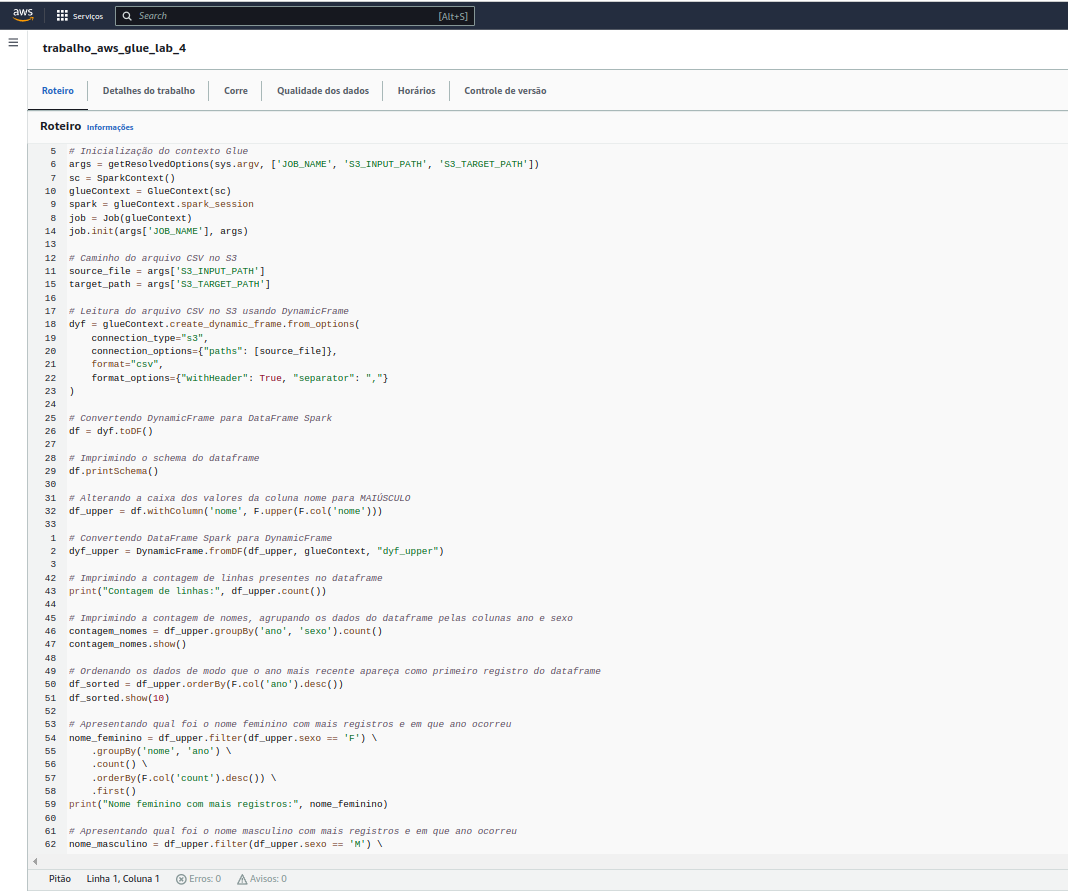 aws
Serviços
Search
[Alt+S]
trabalho_aws_glue_lab_4
Roteiro
Detalhes do trabalho
Corre
Qualidade dos dados
Horários
Controle de versão
Roteiro Informações
5 # Inicialização do contexto Glue
6 args = getResolvedOptions(sys.argv, ['JOB_NAME', 'S3_INPUT_PATH', 'S3_TARGET_PATH'])
7 sc = SparkContext()
10 glueContext = GlueContext(sc)
9 spark = glueContext.spark_session
8 job = Job(glueContext)
14 job.init(args['JOB_NAME'], args)
13
12 # Caminho do arquivo CSV no S3
11 source_file = args['S3_INPUT_PATH']
15 target_path = args['S3_TARGET_PATH']
16
17 # Leitura do arquivo CSV no S3 usando DynamicFrame
18 dyf = glueContext.create_dynamic_frame.from_options(
19     connection_type="s3",
20     connection_options={"paths": [source_file]},
21     format="csv",
22     format_options={"withHeader": True, "separator": ","}
23 )
24
25 # Convertendo DynamicFrame para DataFrame Spark
26 df = dyf.toDF()
27
28 # Imprimindo o schema do dataframe
29 df.printSchema()
30
31 # Alterando a caixa dos valores da coluna nome para MAIÚSCULO
32 df_upper = df.withColumn('nome', F.upper(F.col('nome')))
33
1 # Convertendo DataFrame Spark para DynamicFrame
2 dyf_upper = DynamicFrame.fromDF(df_upper, glueContext, "dyf_upper")
3
42 # Imprimindo a contagem de linhas presentes no dataframe
43 print("Contagem de linhas:", df_upper.count())
44
45 # Imprimindo a contagem de nomes, agrupando os dados do dataframe pelas colunas ano e sexo
46 contagem_nomes = df_upper.groupBy('ano', 'sexo').count()
47 contagem_nomes.show()
48
49 # Ordenando os dados de modo que o ano mais recente apareça como primeiro registro do dataframe
50 df_sorted = df_upper.orderBy(F.col('ano').desc())
51 df_sorted.show(10)
52
53 # Apresentando qual foi o nome feminino com mais registros e em que ano ocorreu
54 nome_feminino = df_upper.filter(df_upper.sexo == 'F') \
55     .groupBy('nome', 'ano') \
56     .count() \
57     .orderBy(F.col('count').desc()) \
58     .first()
59 print("Nome feminino com mais registros:", nome_feminino)
60
61 # Apresentando qual foi o nome masculino com mais registros e em que ano ocorreu
62 nome_masculino = df_upper.filter(df_upper.sexo == 'M') \
Pitão
Linha 1, Coluna 1
Erros: 0
Avisos: 0